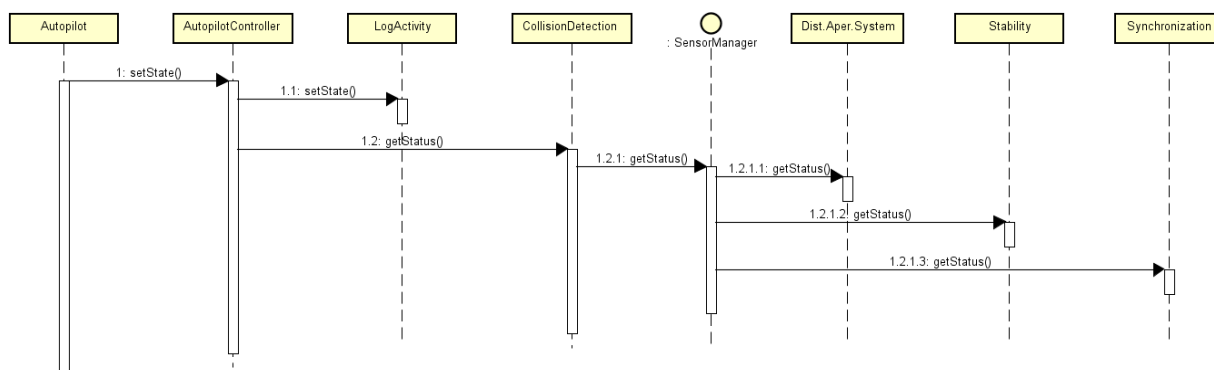 Autopilot
AutopilotController
LogActivity
CollisionDetection
: SensorManager
Dist.Aper.System
Stability
Synchronization
1: setState()
1.1: setState()
1.2: getStatus()
1.2.1: getStatus()
1.2.1.1: getStatus()
1.2.1.2: getStatus()
1.2.1.3: getStatus()